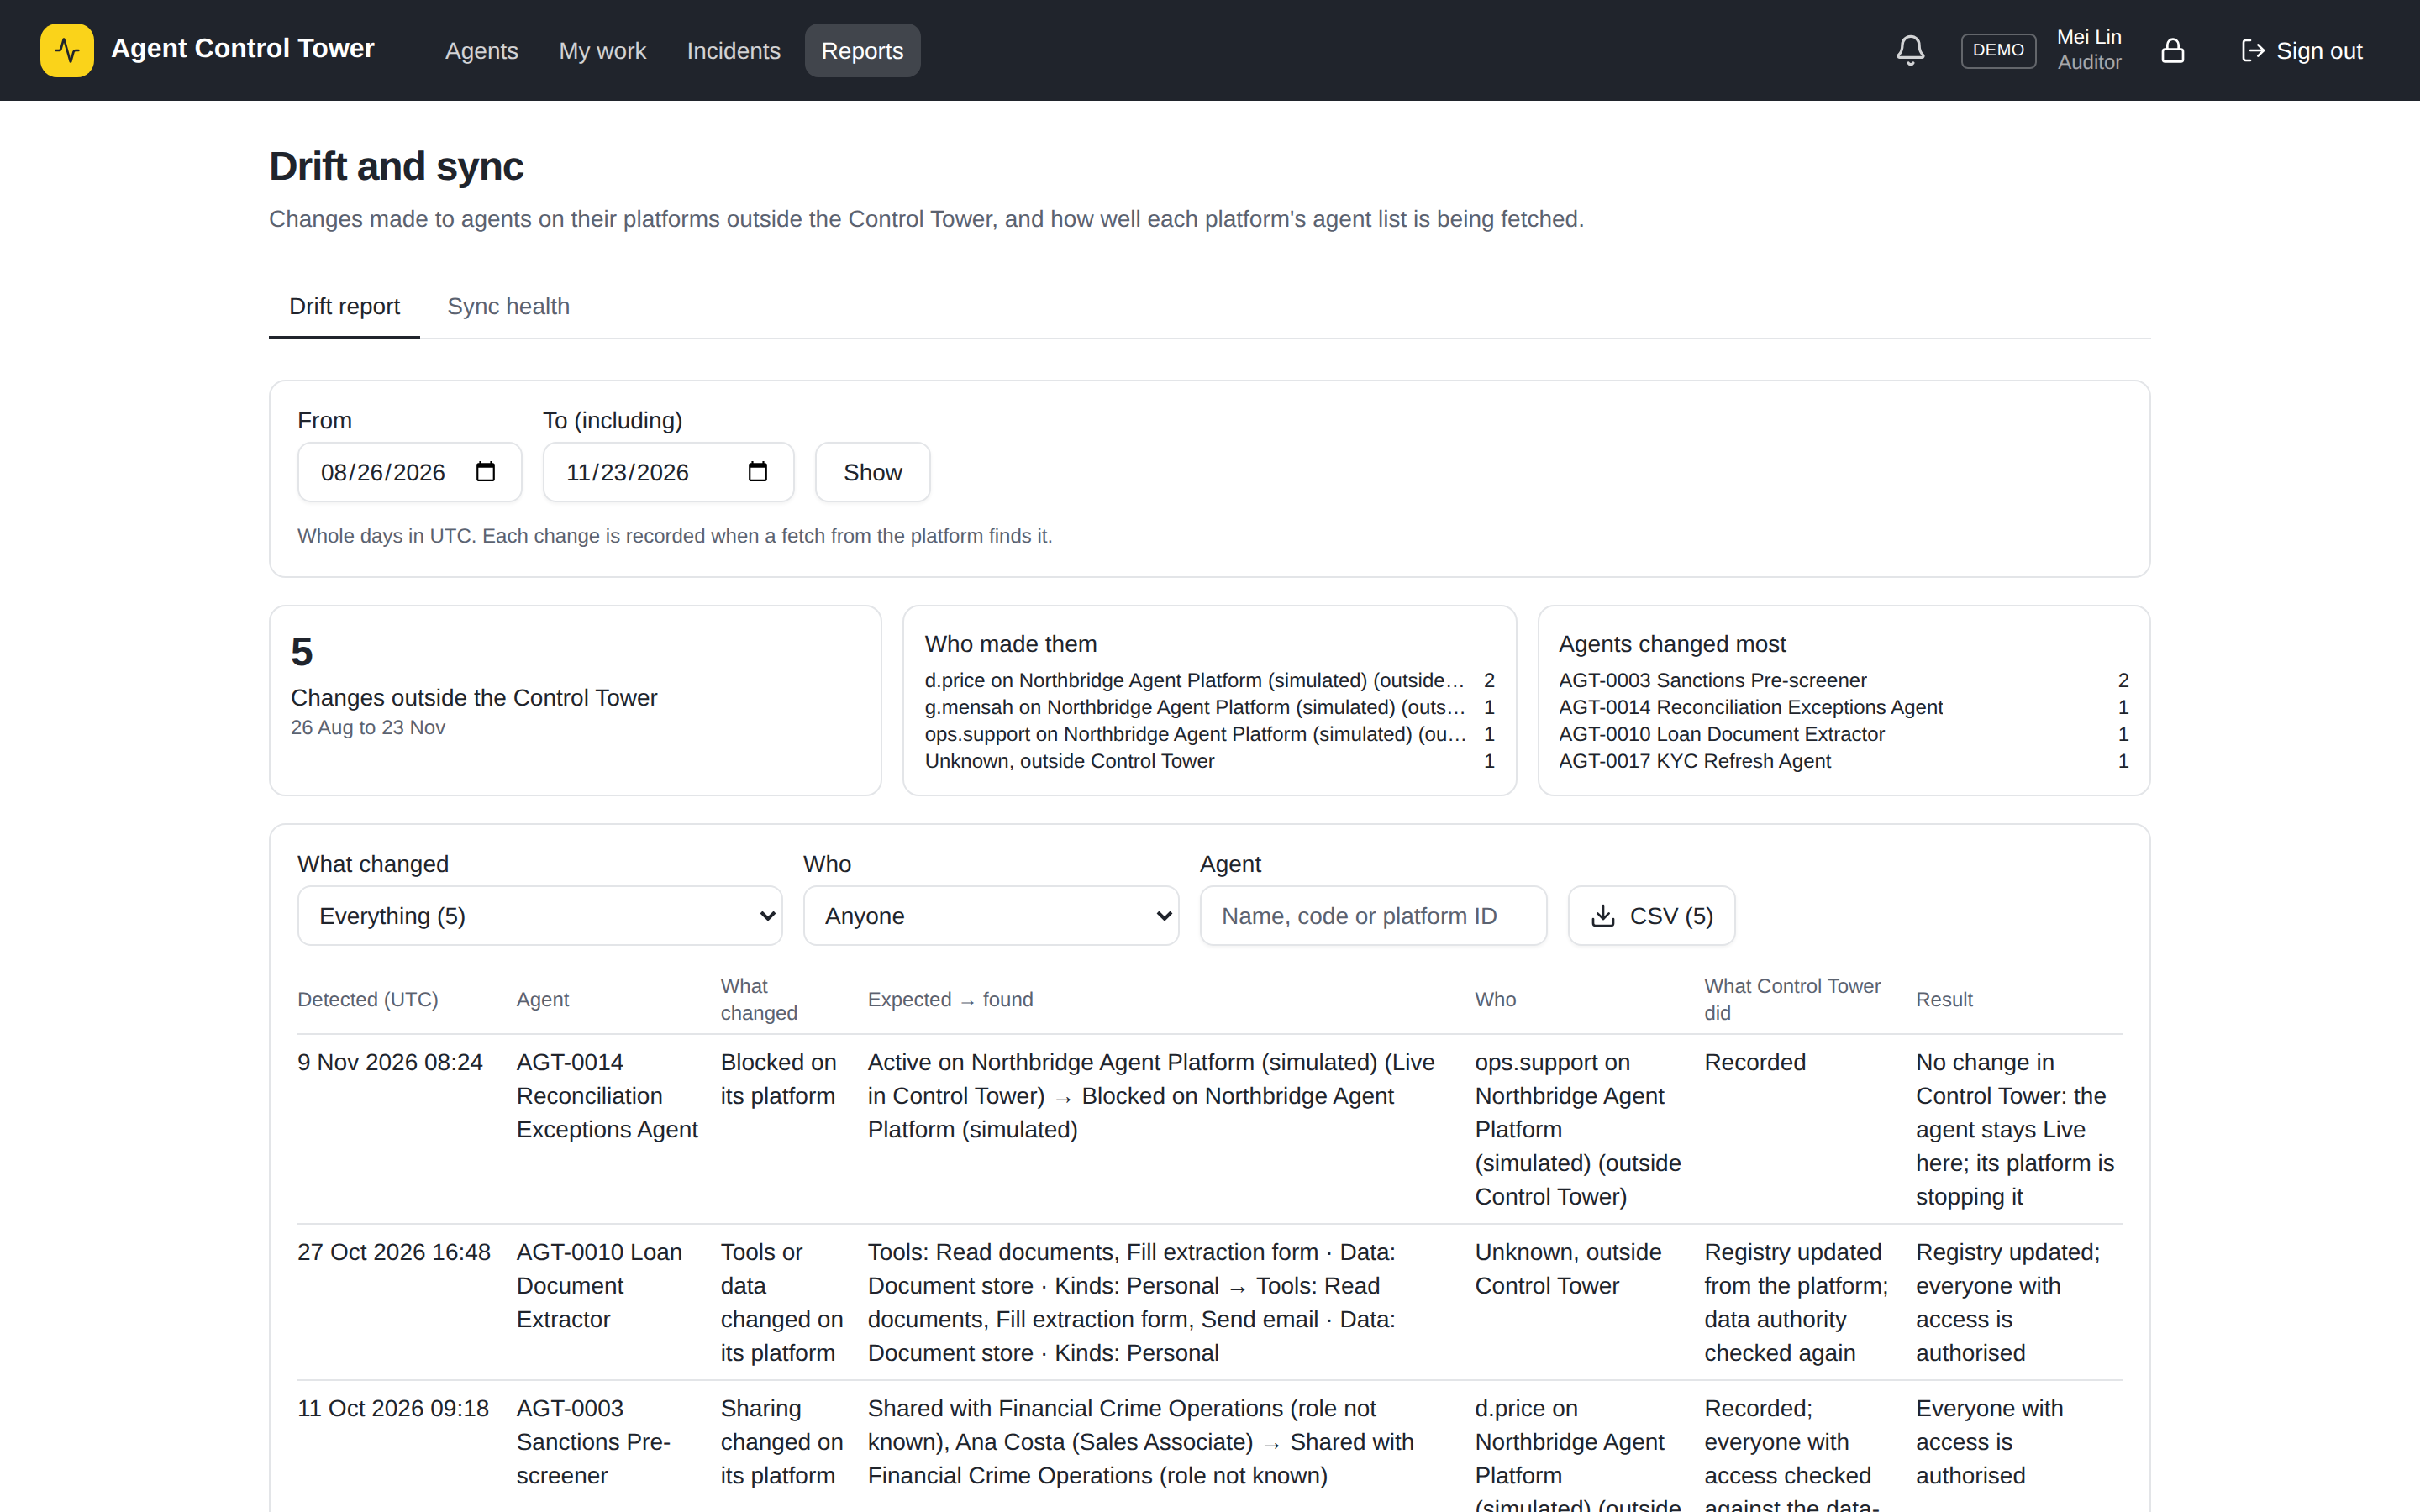 Agent Control Tower
Agents
My work
Incidents
Reports
DEMO
Mei Lin
Auditor
Sign out
Drift and sync
Changes made to agents on their platforms outside the Control Tower, and how well each platform's agent list is being fetched.
Drift report
Sync health
From
To (including)
08/26/2026
11/23/2026
Show
Whole days in UTC. Each change is recorded when a fetch from the platform finds it.
5
Changes outside the Control Tower
26 Aug to 23 Nov
Who made them
d.price on Northbridge Agent Platform (simulated) (outside… 2
g.mensah on Northbridge Agent Platform (simulated) (outs… 1
ops.support on Northbridge Agent Platform (simulated) (ou… 1
Unknown, outside Control Tower 1
Agents changed most
AGT-0003 Sanctions Pre-screener 2
AGT-0014 Reconciliation Exceptions Agent 1
AGT-0010 Loan Document Extractor 1
AGT-0017 KYC Refresh Agent 1
What changed
Who
Agent
Everything (5)
Anyone
Name, code or platform ID
CSV (5)
Detected (UTC)
Agent
What
changed
Expected → found
Who
What Control Tower
did
Result
9 Nov 2026 08:24
AGT-0014
Reconciliation
Exceptions Agent
Blocked on
its platform
Active on Northbridge Agent Platform (simulated) (Live
in Control Tower) → Blocked on Northbridge Agent
Platform (simulated)
ops.support on
Northbridge Agent
Platform
(simulated) (outside
Control Tower)
Recorded
No change in
Control Tower: the
agent stays Live
here; its platform is
stopping it
27 Oct 2026 16:48
AGT-0010 Loan
Document
Extractor
Tools or
data
changed on
its platform
Tools: Read documents, Fill extraction form · Data:
Document store · Kinds: Personal → Tools: Read
documents, Fill extraction form, Send email · Data:
Document store · Kinds: Personal
Unknown, outside
Control Tower
Registry updated
from the platform;
data authority
checked again
Registry updated;
everyone with
access is
authorised
11 Oct 2026 09:18
AGT-0003
Sanctions Pre-
screener
Sharing
changed on
its platform
Shared with Financial Crime Operations (role not
known), Ana Costa (Sales Associate) → Shared with
Financial Crime Operations (role not known)
d.price on
Northbridge Agent
Platform
(simulated) (outside
Recorded;
everyone with
access checked
against the data-
Everyone with
access is
authorised